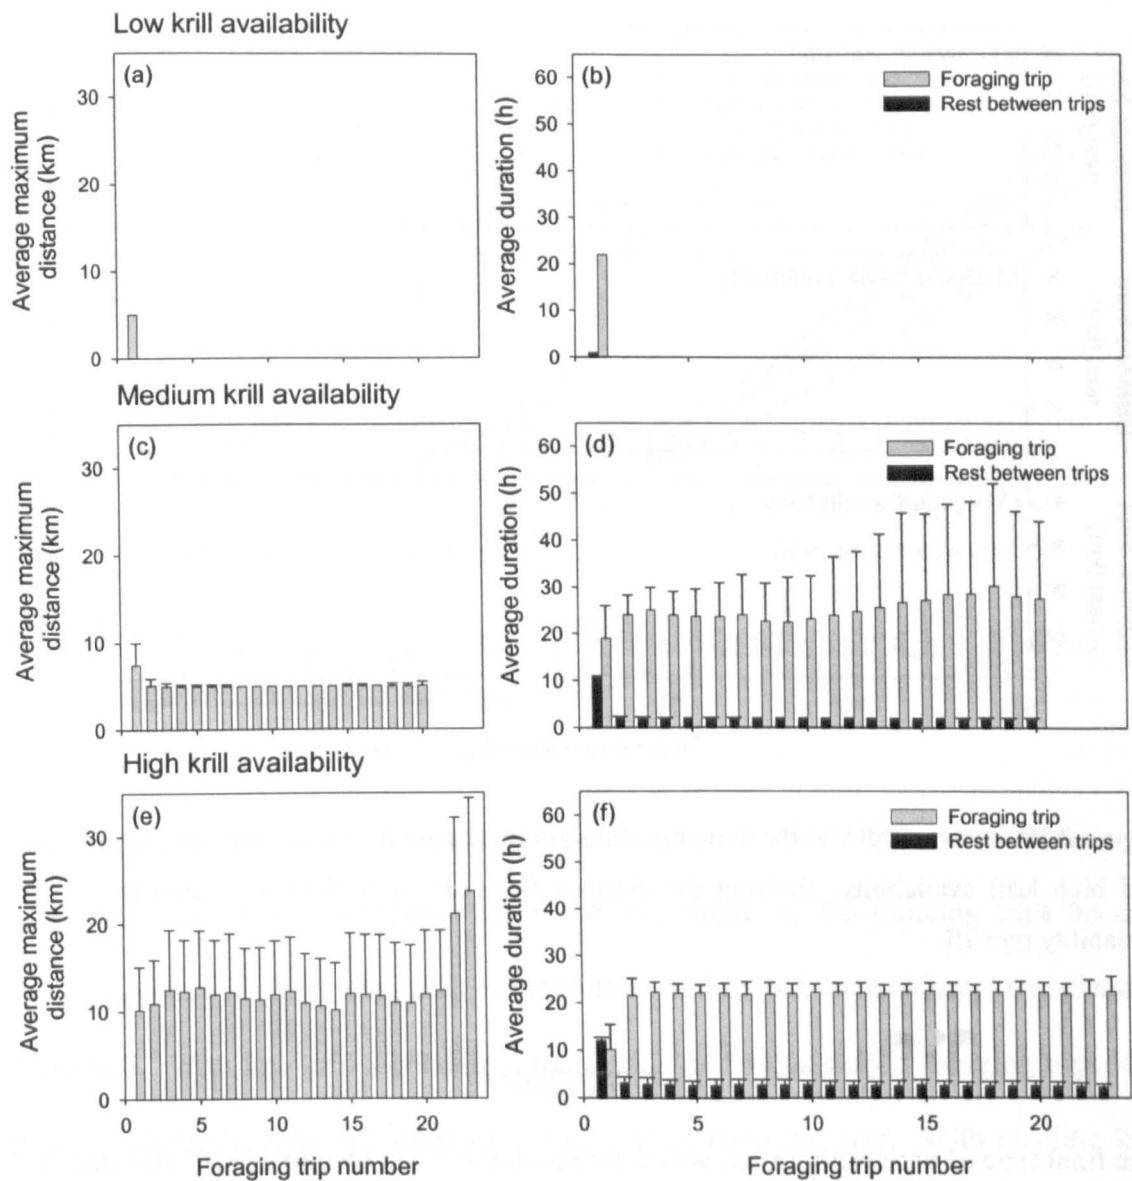 Low krill availability
(a)
30
20
10
0
Average maximum
distance (km)
(b)
60
50
40
30
20
10
0
Average duration (h)
Foraging trip
Rest between trips
Medium krill availability
(c)
30
20
10
0
Average maximum
distance (km)
(d)
60
50
40
30
20
10
0
Average duration (h)
Foraging trip
Rest between trips
High krill availability
(e)
30
20
10
0
Average maximum
distance (km)
0 5 10 15 20
Foraging trip number
(f)
60
50
40
30
20
10
0
Average duration (h)
Foraging trip
Rest between trips
0 5 10 15 20
Foraging trip number